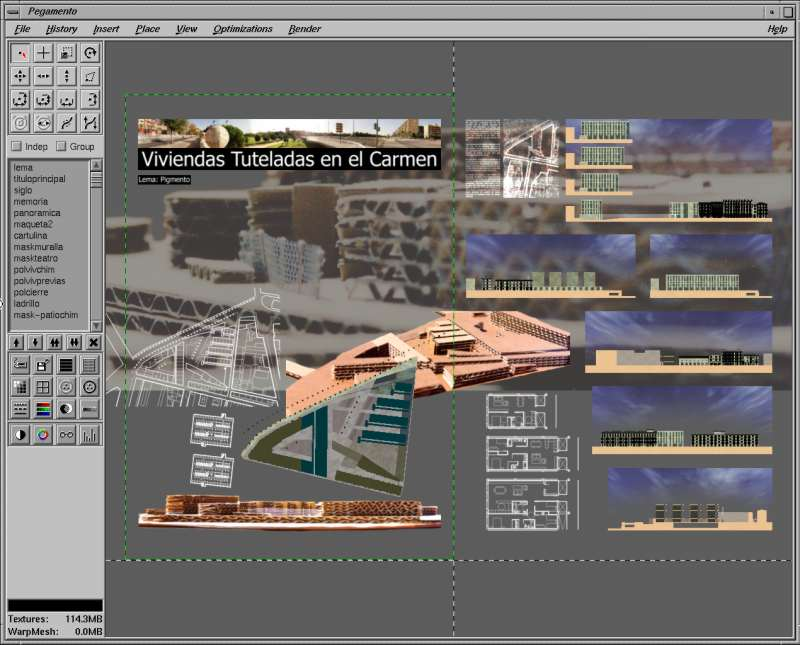 Pegamento
File History Insert Place View Optimizations Render Help
Indep Group
lema
tituloprincipal
siglo
memoria
panoramica
maqueta2
cartulina
maskmuralla
maskteatro
polvivchim
polvivprevias
polcierre
ladrillo
mask-patiochim
Viviendas Tuteladas en el Carmen
Lema: Pigmento
Textures: 114.3MB
WarpMesh: 0.0MB